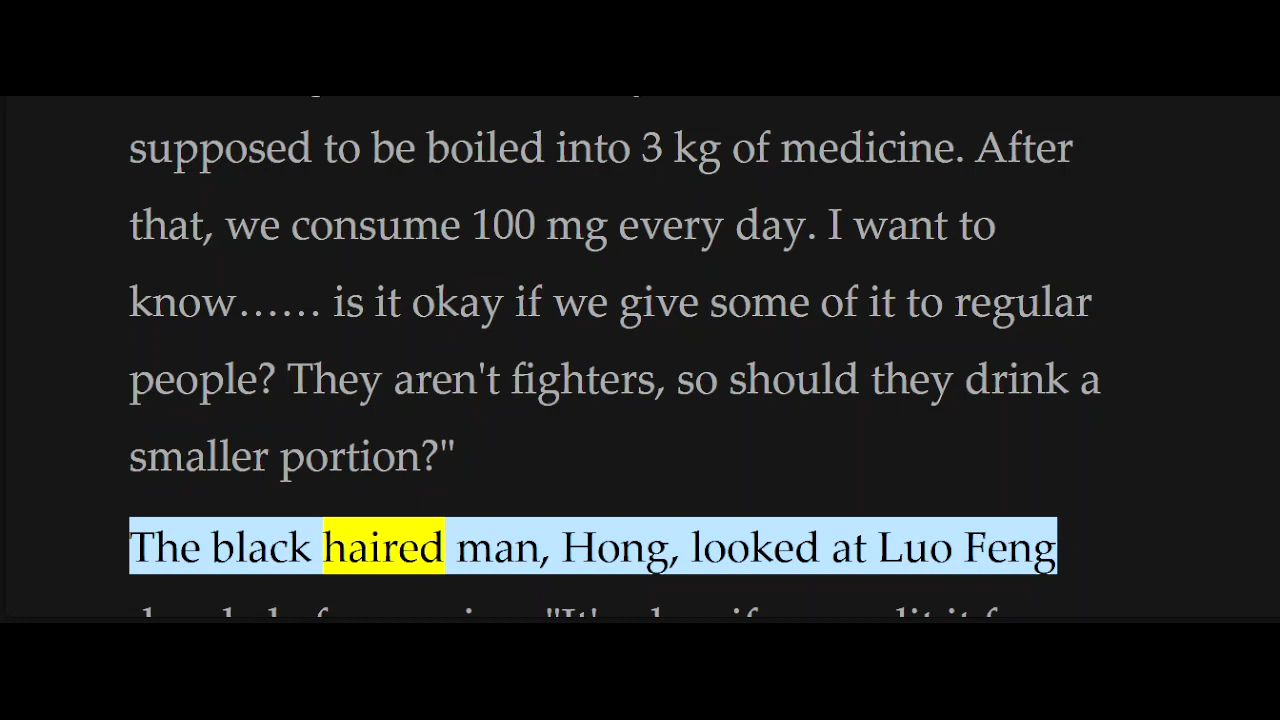 supposed to be boiled into 3 kg of medicine. After
that, we consume 100 mg every day. I want to
know…… is it okay if we give some of it to regular
people? They aren't fighters, so should they drink a
smaller portion?"
The black haired man, Hong, looked at Luo Feng